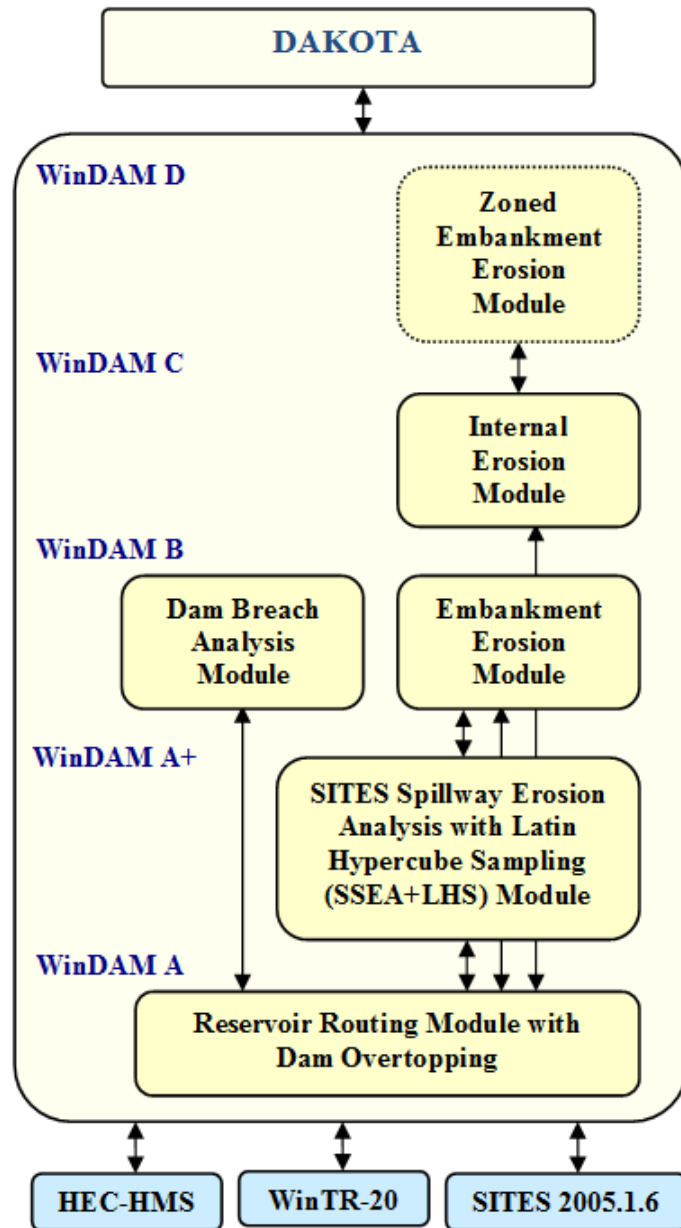 DAKOTA
WinDAM D
Zoned
Embankment
Erosion
Module
WinDAM C
Internal
Erosion
Module
WinDAM B
Dam Breach
Analysis
Module
Embankment
Erosion
Module
WinDAM A+
SITES Spillway Erosion
Analysis with Latin
Hypercube Sampling
(SSEA+LHS) Module
WinDAM A
Reservoir Routing Module with
Dam Overtopping
HEC-HMS
WinTR-20
SITES 2005.1.6